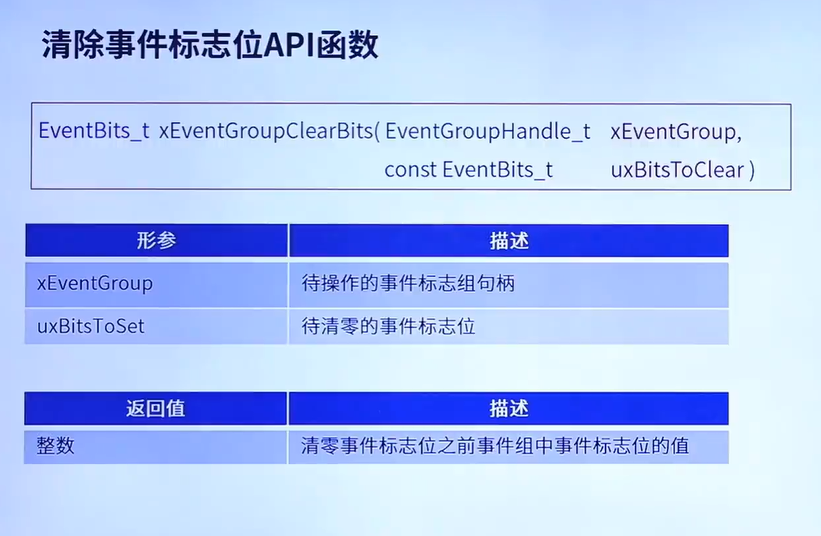 清除事件标志位API函数
EventBits_t xEventGroupClearBits( EventGroupHandle_t xEventGroup,
const EventBits_t uxBitsToClear )
形参 描述
xEventGroup 待操作的事件标志组句柄
uxBitsToSet 待清零的事件标志位
返回值 描述
整数 清零事件标志位之前事件组中事件标志位的值